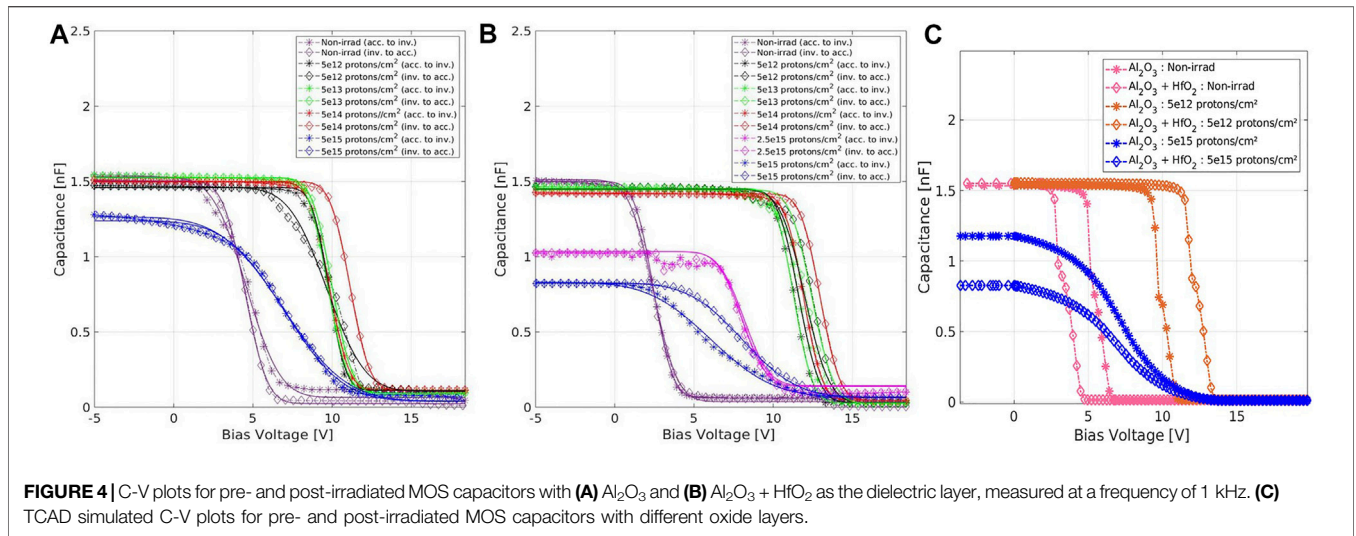 A
2.5
2
1.5
1
0.5
0
Capacitance [nF]
-5
0
5
10
15
Bias Voltage [V]
Non-irrad (acc. to inv.)
Non-irrad (inv. to acc.)
5e12 protons/cm² (acc. to inv.)
5e12 protons/cm² (inv. to acc.)
5e13 protons/cm² (acc. to inv.)
5e13 protons/cm² (inv. to acc.)
5e14 protons//cm² (acc. to inv.)
5e14 protons/cm² (inv. to acc.)
5e15 protons/cm² (acc. to inv.)
5e15 protons/cm² (inv. to acc.)
B
2.5
2
1.5
1
0.5
0
Capacitance [nF]
-5
0
5
10
15
Bias Voltage [V]
Non-irrad (acc. to inv.)
Non-irrad (inv. to acc.)
5e12 protons/cm² (acc. to inv.)
5e12 protons/cm² (inv. to acc.)
5e13 protons/cm² (acc. to inv.)
5e13 protons/cm² (inv. to acc.)
5e14 protons//cm² (acc. to inv.)
5e14 protons/cm² (inv. to acc.)
2.5e15 protons/cm² (acc. to inv.)
2.5e15 protons/cm² (inv. to acc.)
5e15 protons/cm² (acc. to inv.)
5e15 protons/cm² (inv. to acc.)
C
2
1.5
1
0.5
0
Capacitance [nF]
0
5
10
15
Bias Voltage [V]
Al₂O₃ : Non-irrad
Al₂O₃ + HfO₂ : Non-irrad
Al₂O₃ : 5e12 protons/cm²
Al₂O₃ + HfO₂ : 5e12 protons/cm²
Al₂O₃ : 5e15 protons/cm²
Al₂O₃ + HfO₂ : 5e15 protons/cm²
FIGURE 4 | C-V plots for pre- and post-irradiated MOS capacitors with (A) Al₂O₃ and (B) Al₂O₃ + HfO₂ as the dielectric layer, measured at a frequency of 1 kHz. (C)
TCAD simulated C-V plots for pre- and post-irradiated MOS capacitors with different oxide layers.